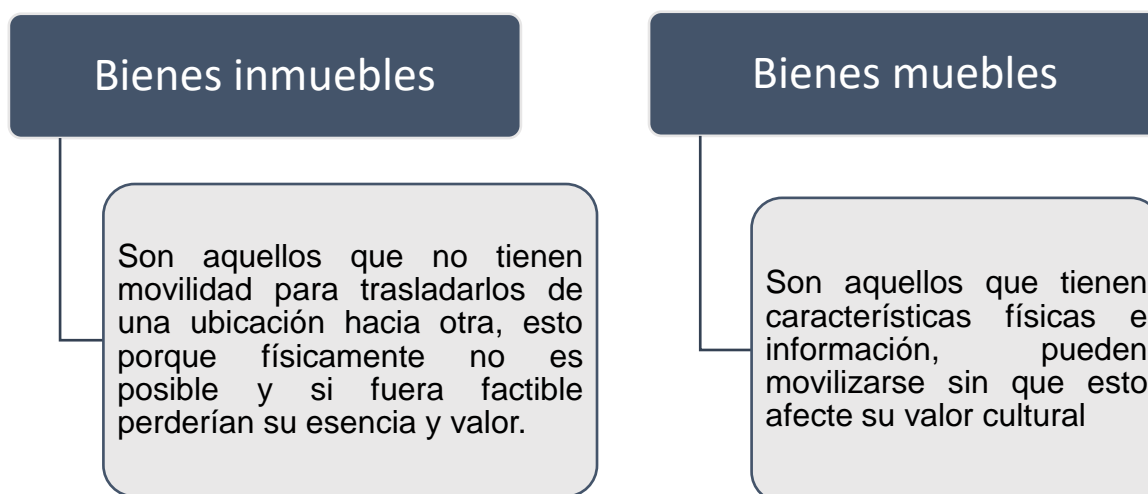 Bienes inmuebles
Son aquellos que no tienen
movilidad para trasladarlos de
una ubicación hacia otra, esto
porque físicamente no es
posible y si fuera factible
perderían su esencia y valor.
Bienes muebles
Son aquellos que tienen
características físicas e
información, pueden
movilizarse sin que esto
afecte su valor cultural